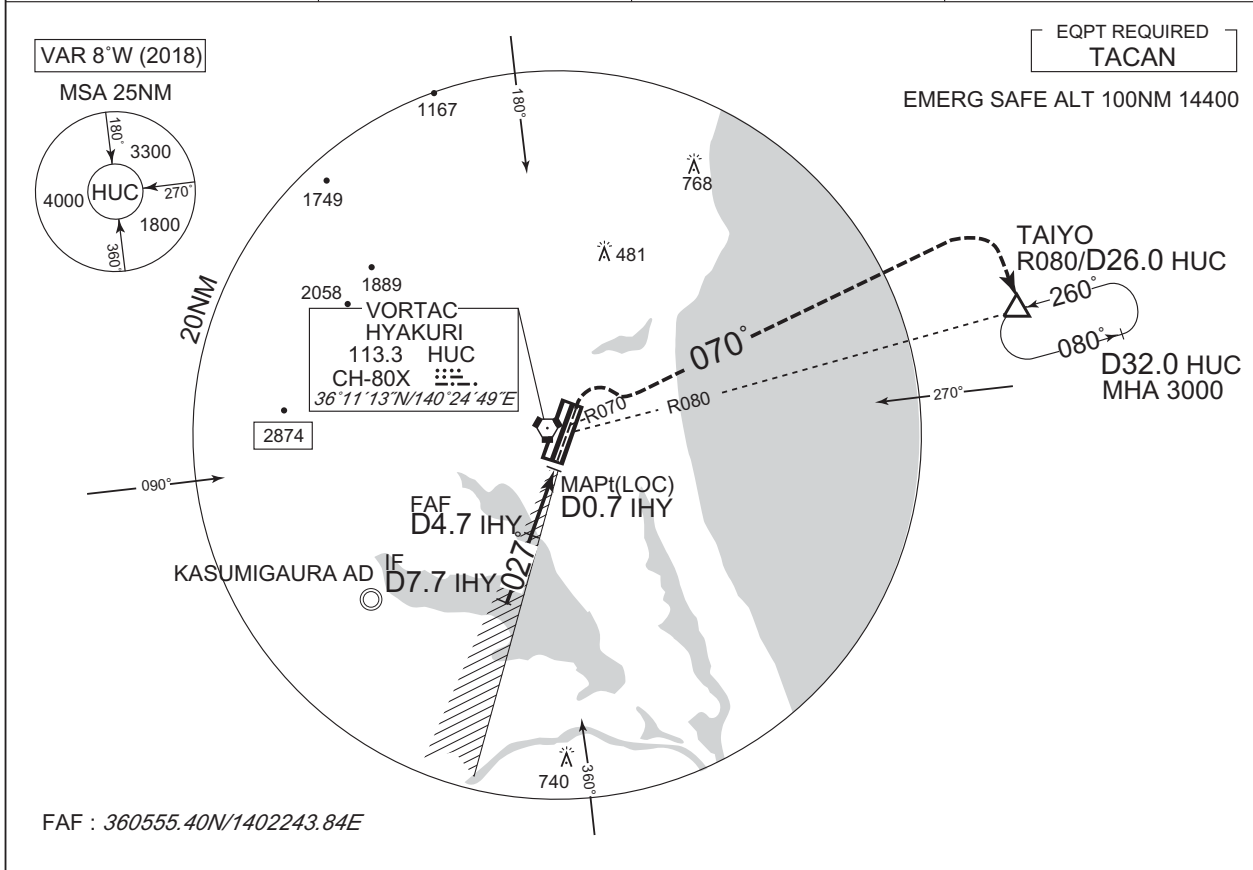 EQPT REQUIRED
TACAN
EMERG SAFE ALT 100NM 14400
VAR 8°W (2018)
MSA 25NM
180°
3300
HUC
4000
270°
1800
360°
180°
1167
1749
768
481
1889
2058
20NM
VORTAC
HYAKURI
113.3 HUC
CH-80X
36°11´13˝N/140°24´49˝E
2874
TAIYO
R080/D26.0 HUC
260°
080°
D32.0 HUC
MHA 3000
070°
R070
R080
270°
090°
MAPt(LOC)
D0.7 IHY
FAF
D4.7 IHY
027°
IF
D7.7 IHY
KASUMIGAURA AD
740
360°
FAF : 360555.40N/1402243.84E